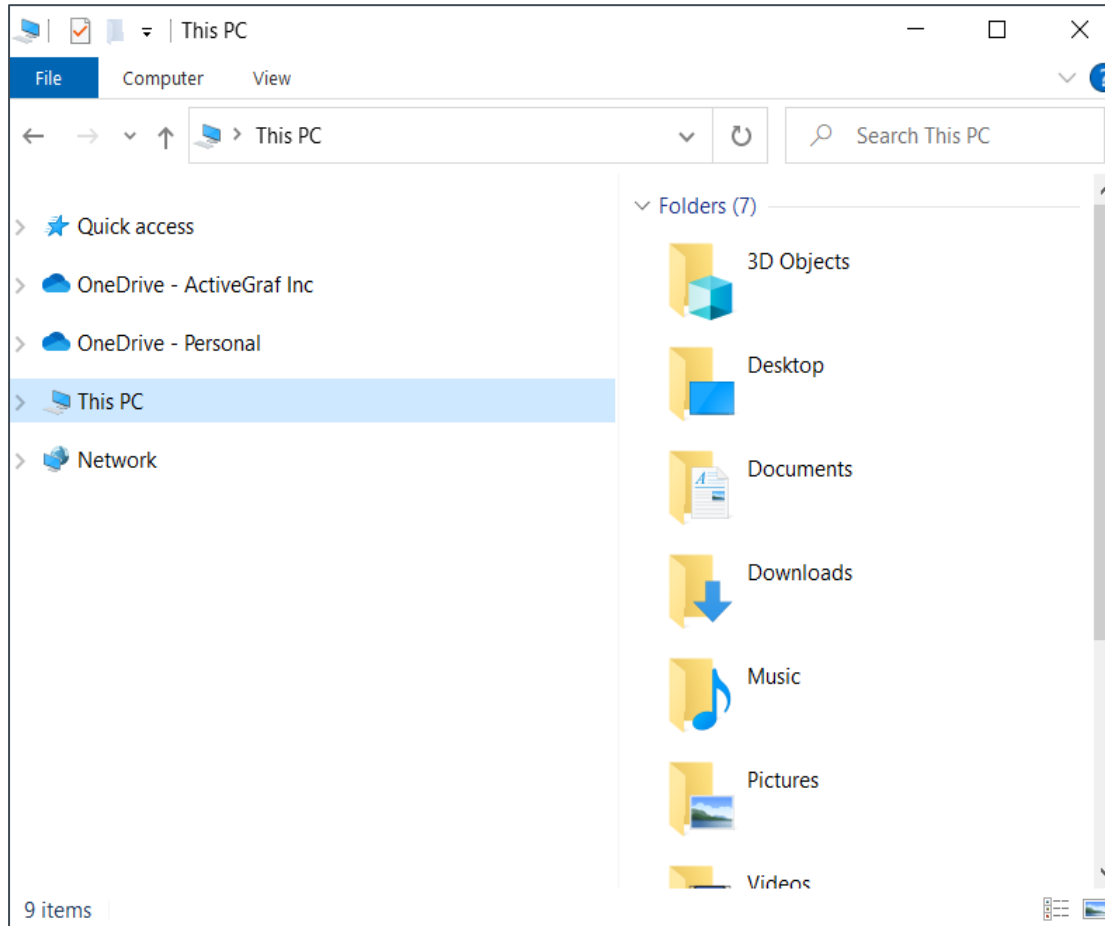 This PC
File Computer View
This PC
Search This PC
Quick access
OneDrive - ActiveGraf Inc
OneDrive - Personal
This PC
Network
Folders (7)
3D Objects
Desktop
Documents
Downloads
Music
Pictures
Videos
9 items